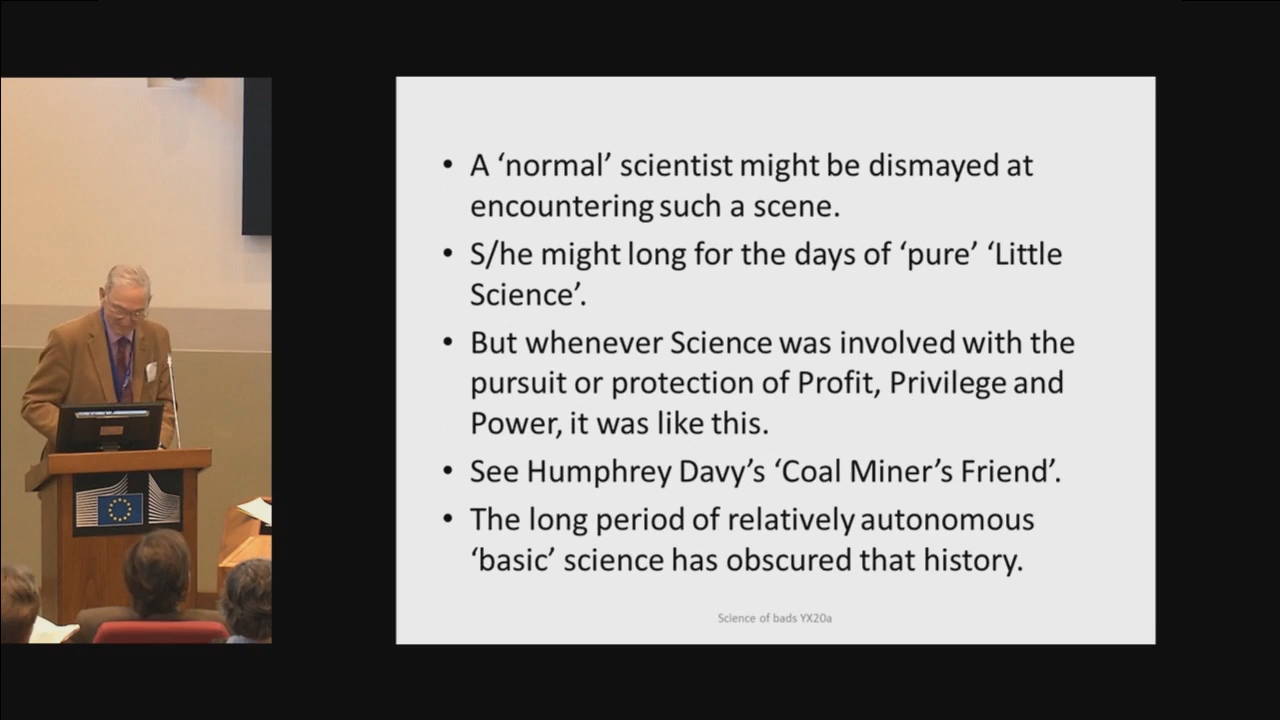 • A ‘normal’ scientist might be dismayed at
encountering such a scene.
• S/he might long for the days of ‘pure’ ‘Little
Science’.
• But whenever Science was involved with the
pursuit or protection of Profit, Privilege and
Power, it was like this.
• See Humphrey Davy’s ‘Coal Miner’s Friend’.
• The long period of relatively autonomous
‘basic’ science has obscured that history.
Science of bads YX20a